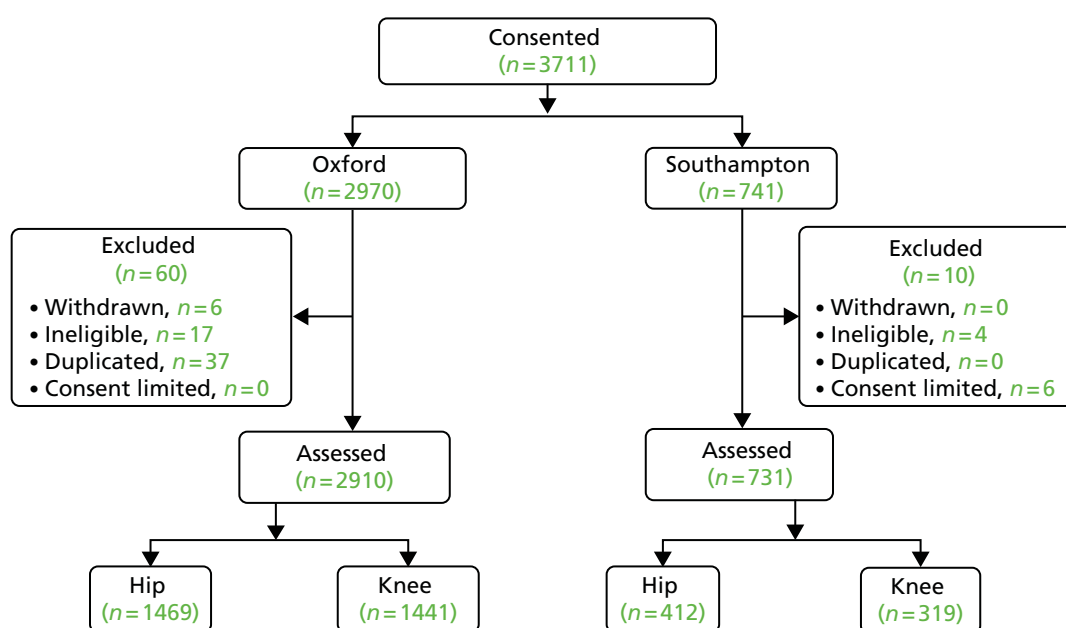 Consented
(n=3711)
Oxford
(n=2970)
Southampton
(n=741)
Excluded
(n=60)
• Withdrawn, n=6
• Ineligible, n=17
• Duplicated, n=37
• Consent limited, n=0
Excluded
(n=10)
• Withdrawn, n=0
• Ineligible, n=4
• Duplicated, n=0
• Consent limited, n=6
Assessed
(n=2910)
Assessed
(n=731)
Hip
(n=1469)
Knee
(n=1441)
Hip
(n=412)
Knee
(n=319)